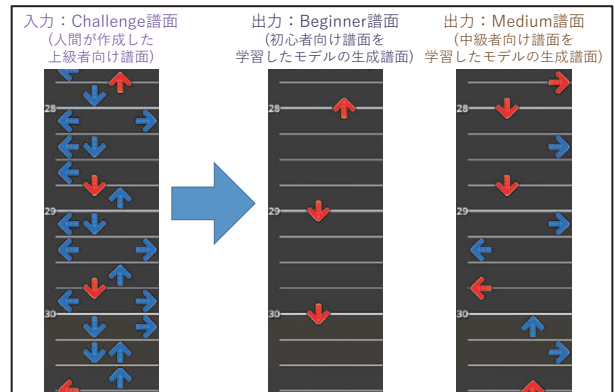 入力：Challenge譜面
(人間が作成した
上級者向け譜面)
出力：Beginner譜面
(初心者向け譜面を
学習したモデルの生成譜面)
出力：Medium譜面
(中級者向け譜面を
学習したモデルの生成譜面)
28
29
30
28
29
30
28
29
30